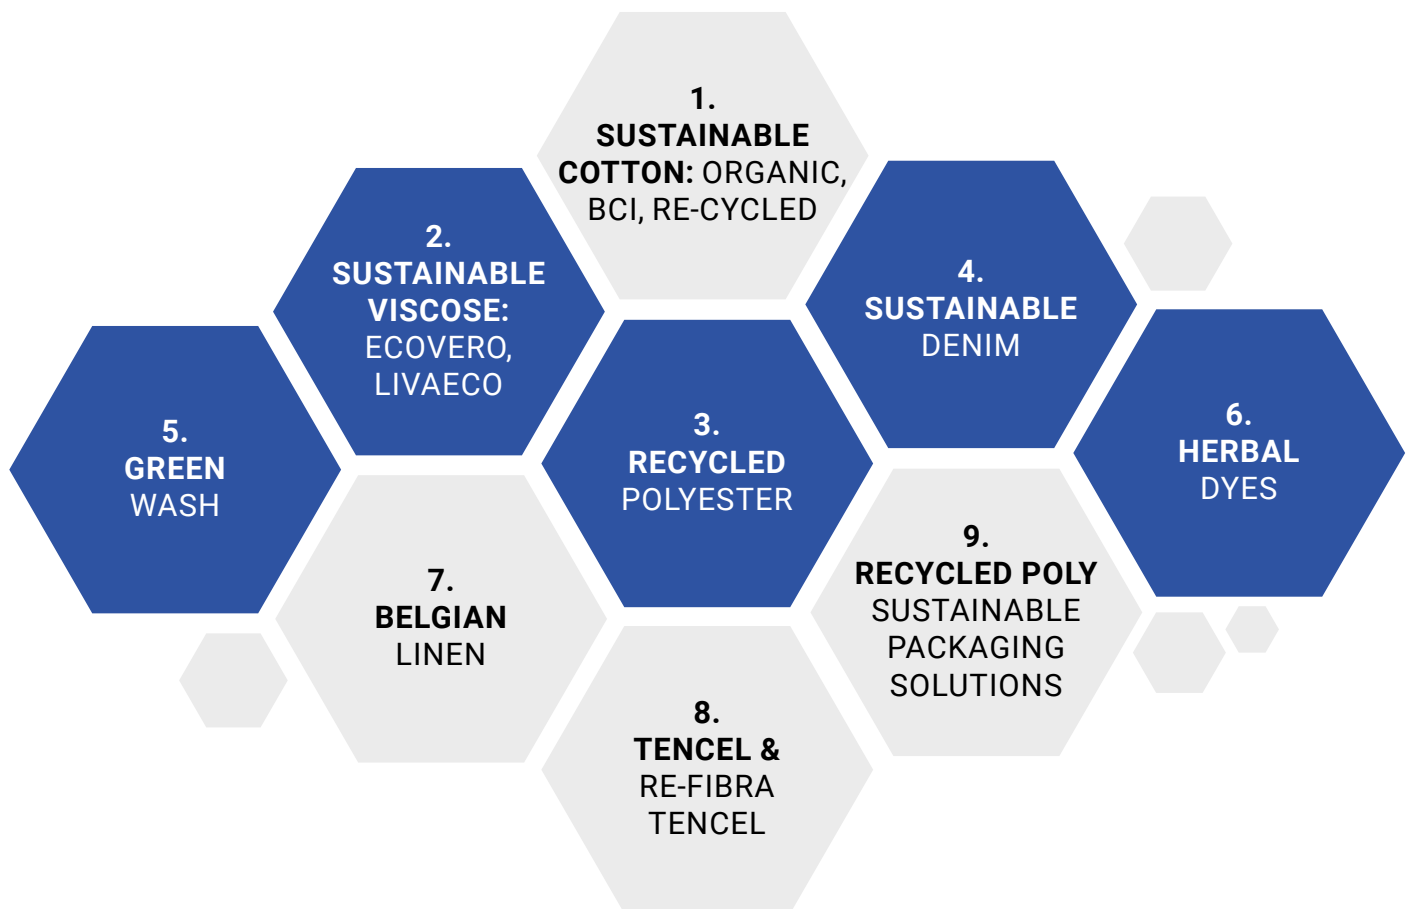 1.
SUSTAINABLE
COTTON: ORGANIC,
BCI, RE-CYCLED
2.
SUSTAINABLE
VISCOSE:
ECOVERO,
LIVAECO
3.
RECYCLED
POLYESTER
4.
SUSTAINABLE
DENIM
5.
GREEN
WASH
6.
HERBAL
DYES
7.
BELGIAN
LINEN
8.
TENCEL &
RE-FIBRA
TENCEL
9.
RECYCLED POLY
SUSTAINABLE
PACKAGING
SOLUTIONS